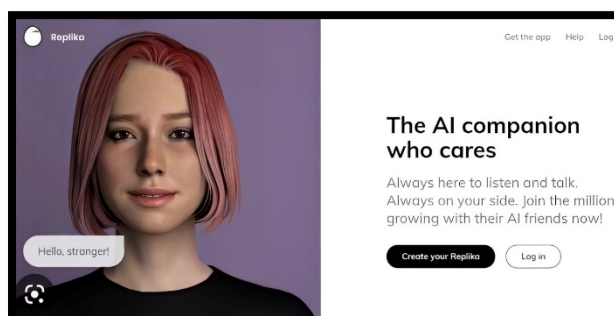 Replika
Get the app Help Log
The AI companion
who cares
Always here to listen and talk.
Always on your side. Join the million
growing with their AI friends now!
Hello, stranger!
Create your Replika Log in